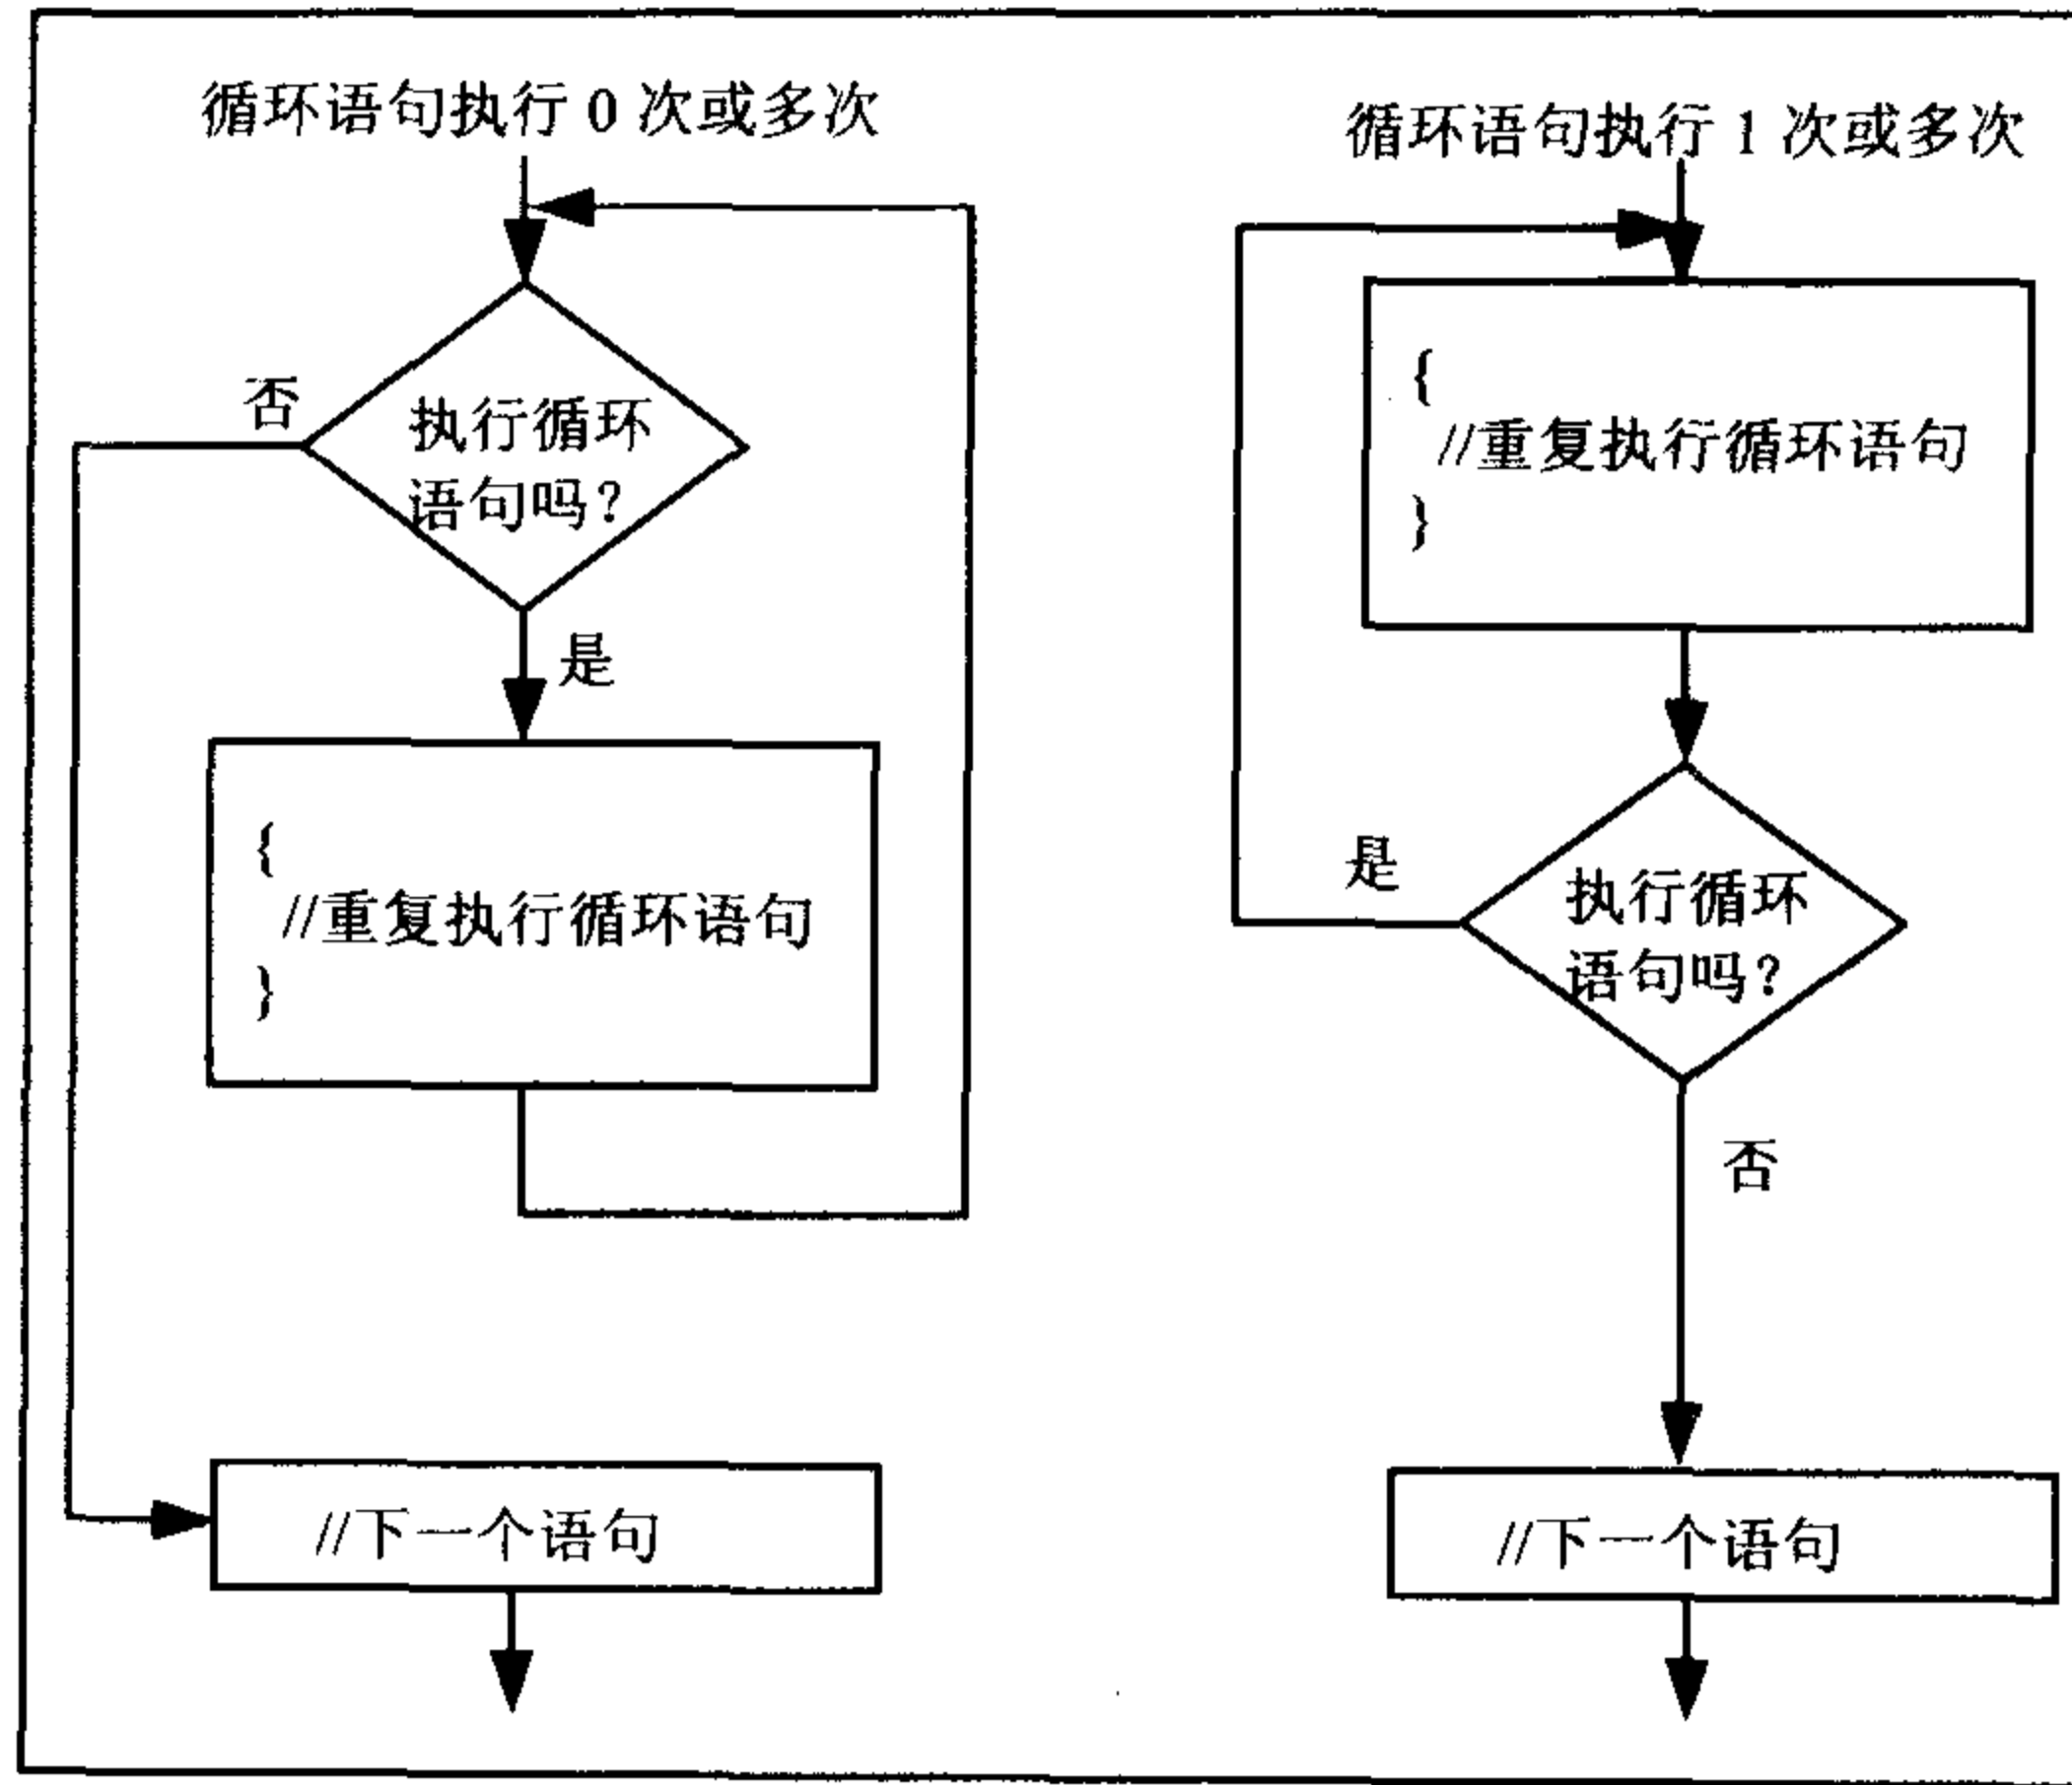 循环语句执行 0 次或多次
否
执行循环
语句吗?
是
{
//重复执行循环语句
}
//下一个语句
循环语句执行 1 次或多次
{
//重复执行循环语句
}
是
执行循环
语句吗?
否
//下一个语句